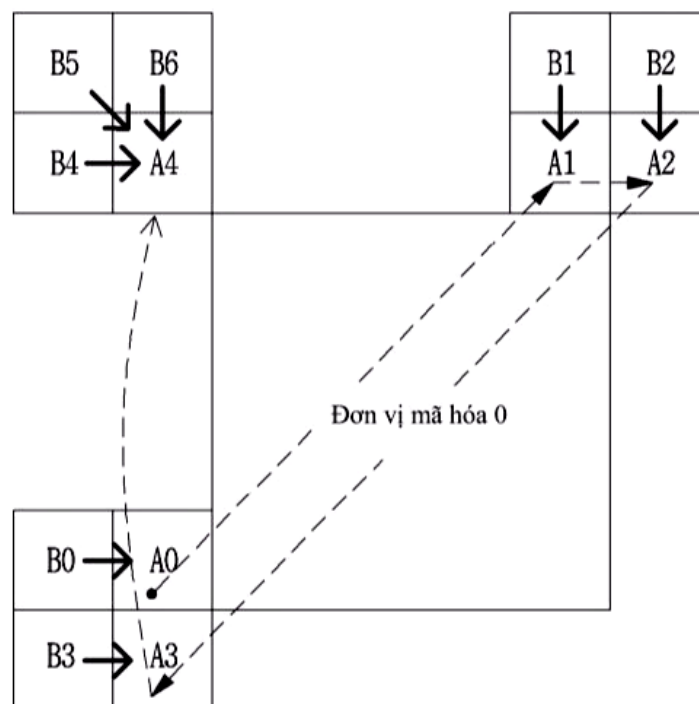 B5 B6 B1 B2
B4 A4 A1 A2
Đơn vị mã hóa 0
B0 A0
B3 A3